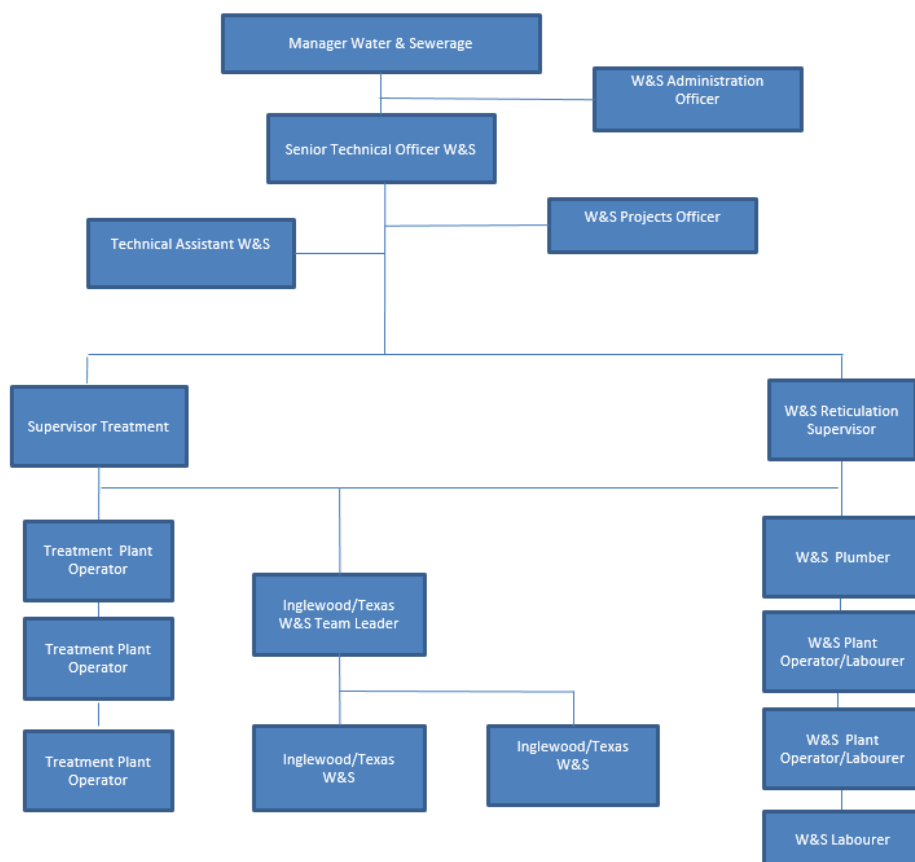 Manager Water & Sewerage
W&S Administration
Officer
Senior Technical Officer W&S
W&S Projects Officer
Technical Assistant W&S
Supervisor Treatment
W&S Reticulation
Supervisor
Treatment Plant
Operator
W&S Plumber
Inglewood/Texas
W&S Team Leader
Treatment Plant
Operator
W&S Plant
Operator/Labourer
W&S Plant
Operator/Labourer
Treatment Plant
Operator
Inglewood/Texas
W&S
Inglewood/Texas
W&S
W&S Labourer